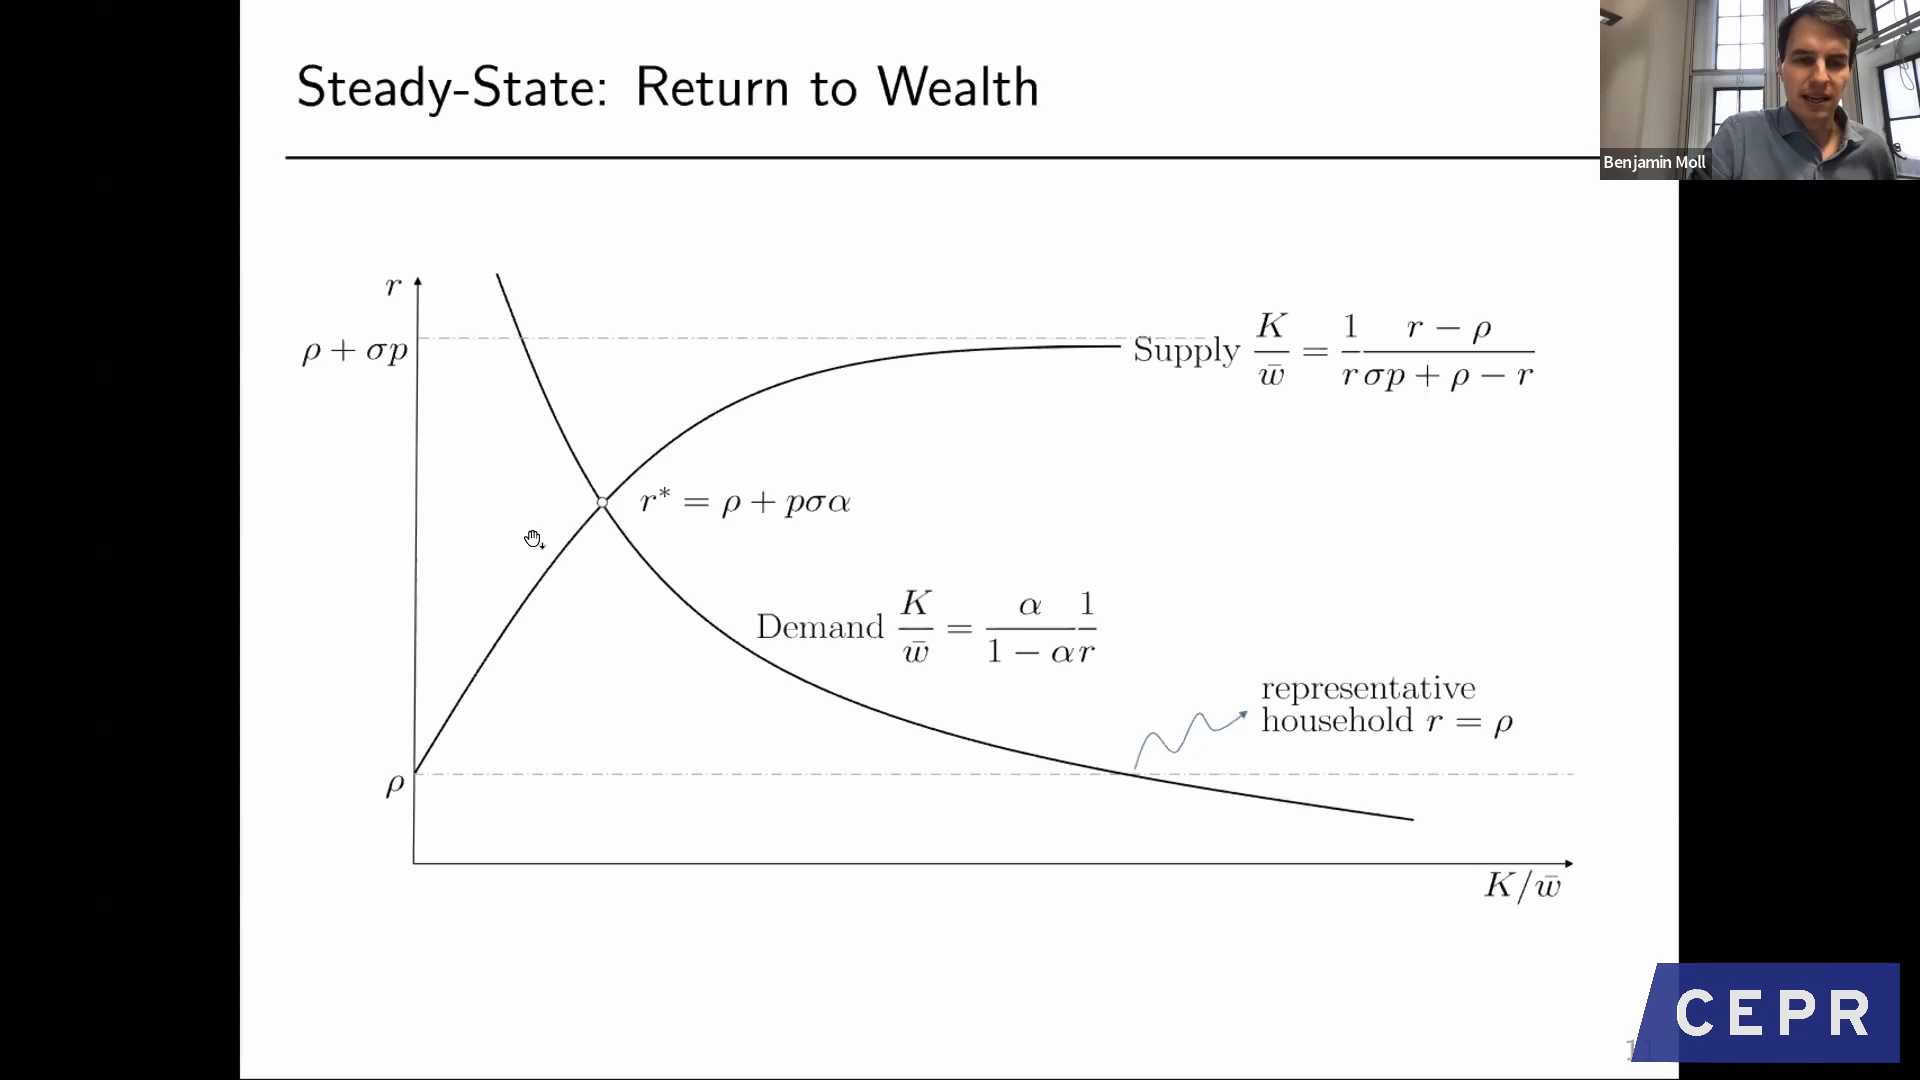 Steady-State: Return to Wealth
Benjamin Moll
r
ρ + σp
Supply K/w̄ = 1/r (r − ρ)/(σp + ρ − r)
r* = ρ + pσα
Demand K/w̄ = α/(1 − α) 1/r
representative
household r = ρ
ρ
K/w̄
CEPR